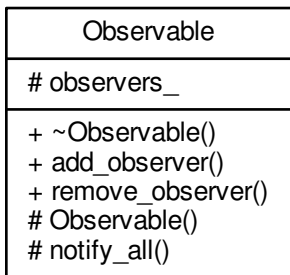 Observable
# observers_
+ ~Observable()
+ add_observer()
+ remove_observer()
# Observable()
# notify_all()